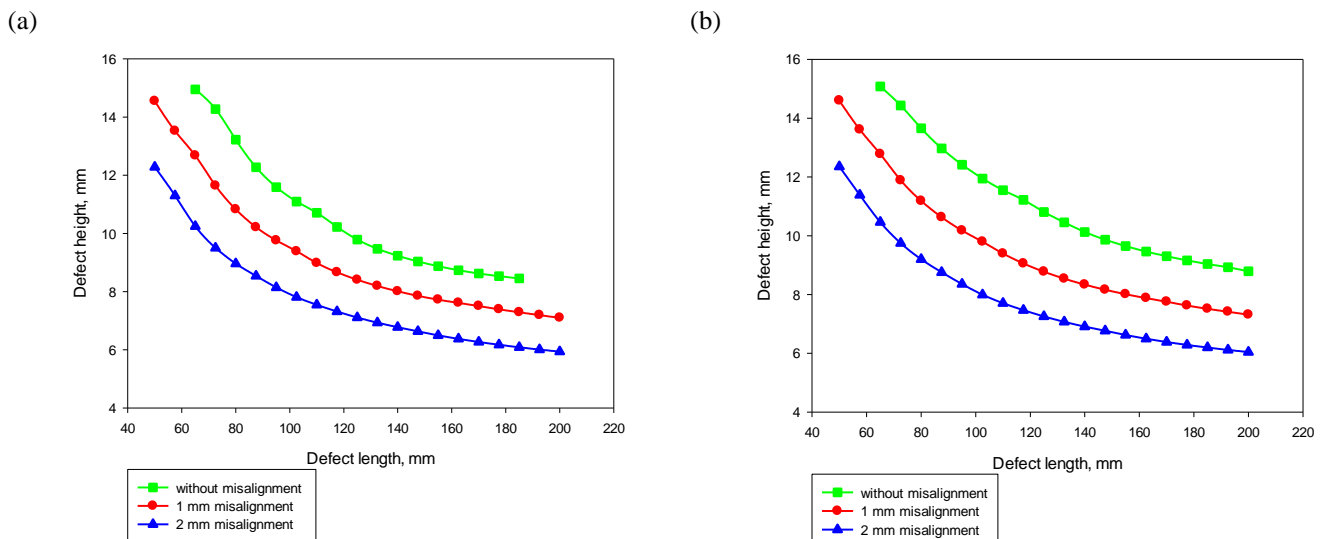 (a)
(b)
16
14
12
10
8
6
4
Defect height, mm
40 60 80 100 120 140 160 180 200 220
Defect length, mm
without misalignment
1 mm misalignment
2 mm misalignment
16
14
12
10
8
6
4
Defect height, mm
40 60 80 100 120 140 160 180 200 220
Defect length, mm
without misalignment
1 mm misalignment
2 mm misalignment